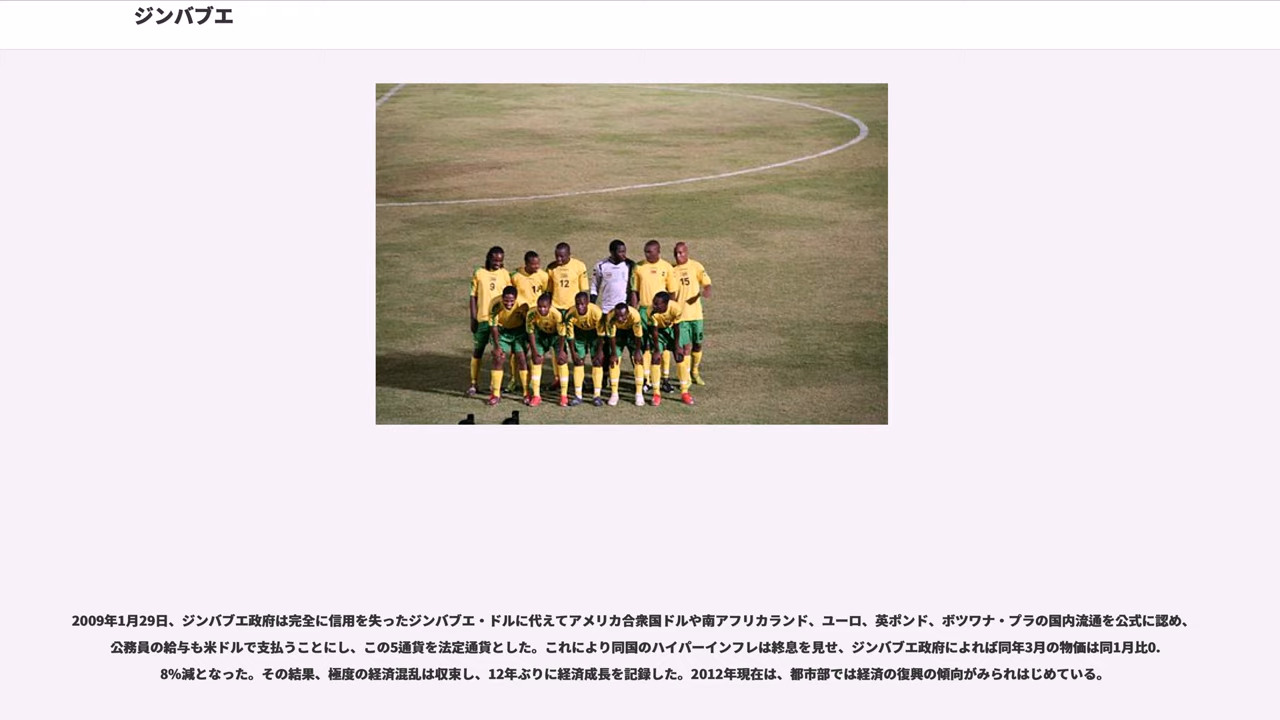 ジンバブエ
9
14
12
15
2009年1月29日、ジンバブエ政府は完全に信用を失ったジンバブエ・ドルに代えてアメリカ合衆国ドルや南アフリカランド、ユーロ、英ポンド、ボツワナ・プラの国内流通を公式に認め、
公務員の給与も米ドルで支払うことにし、この5通貨を法定通貨とした。これにより同国のハイパーインフレは終息を見せ、ジンバブエ政府によれば同年3月の物価は同1月比0.
8%減となった。その結果、極度の経済混乱は収束し、12年ぶりに経済成長を記録した。2012年現在は、都市部では経済の復興の傾向がみられはじめている。